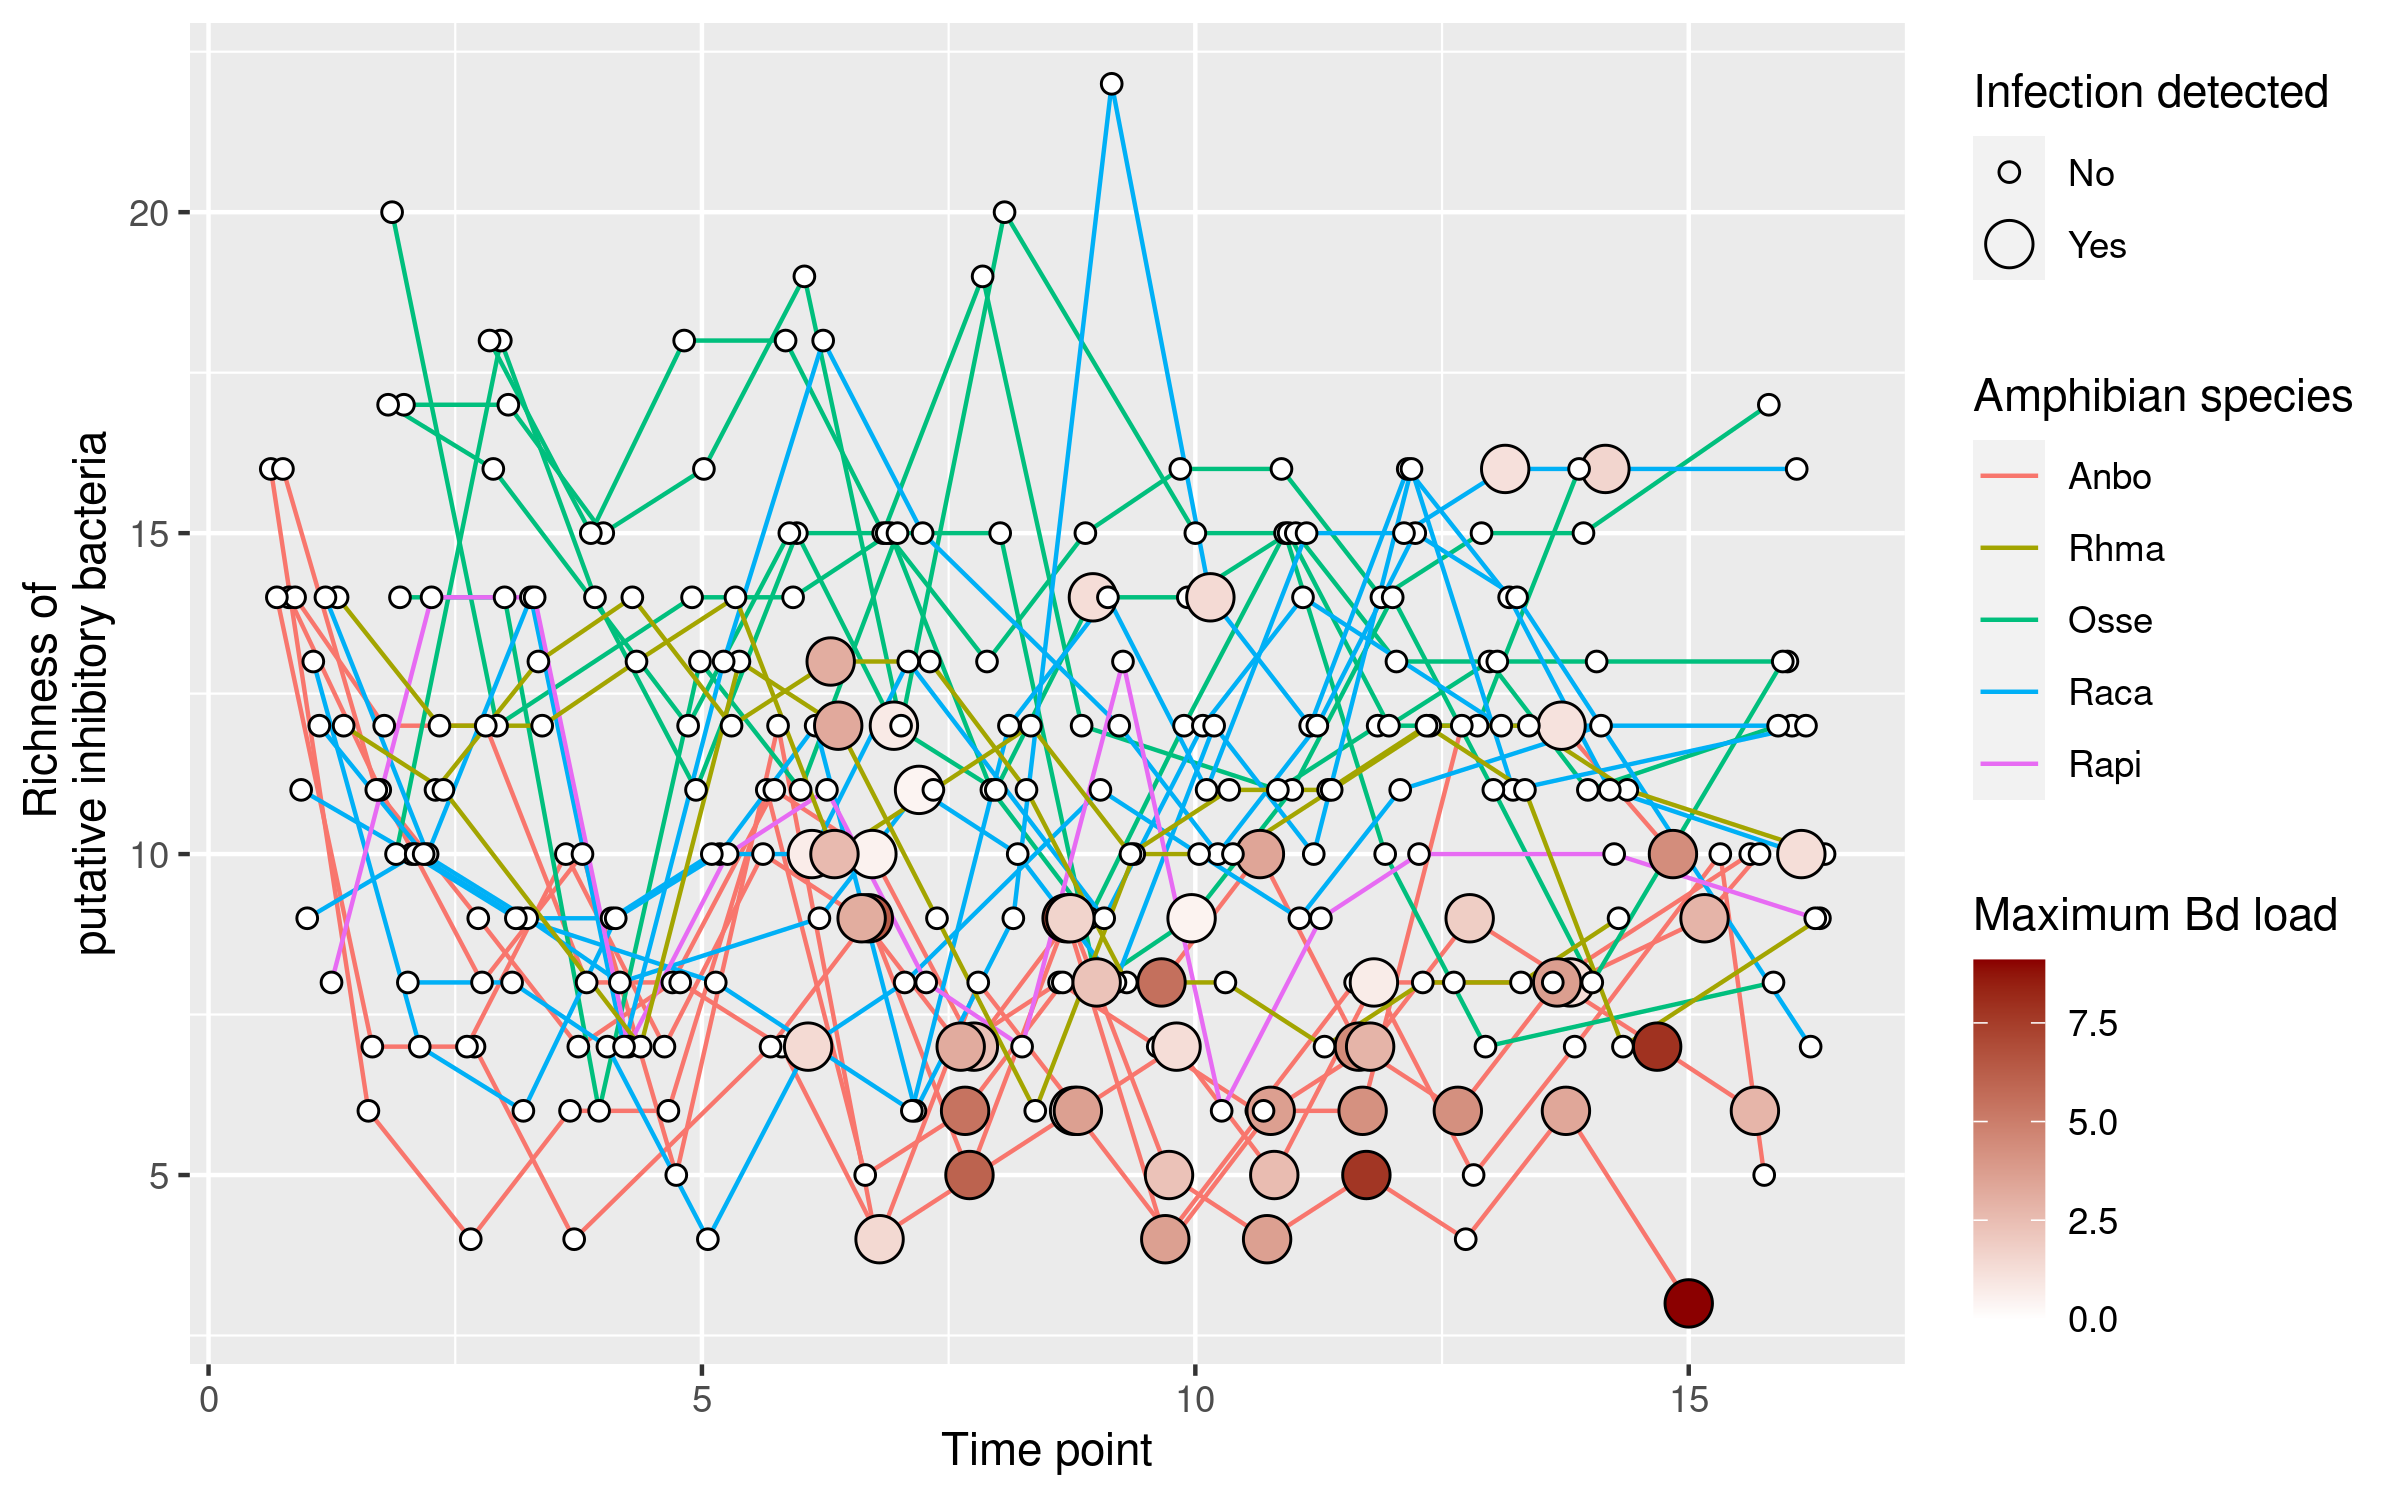 Richness of
putative inhibitory bacteria
20
15
10
5
0
5
10
15
Time point
Infection detected
No
Yes
Amphibian species
Anbo
Rhma
Osse
Raca
Rapi
Maximum Bd load
7.5
5.0
2.5
0.0